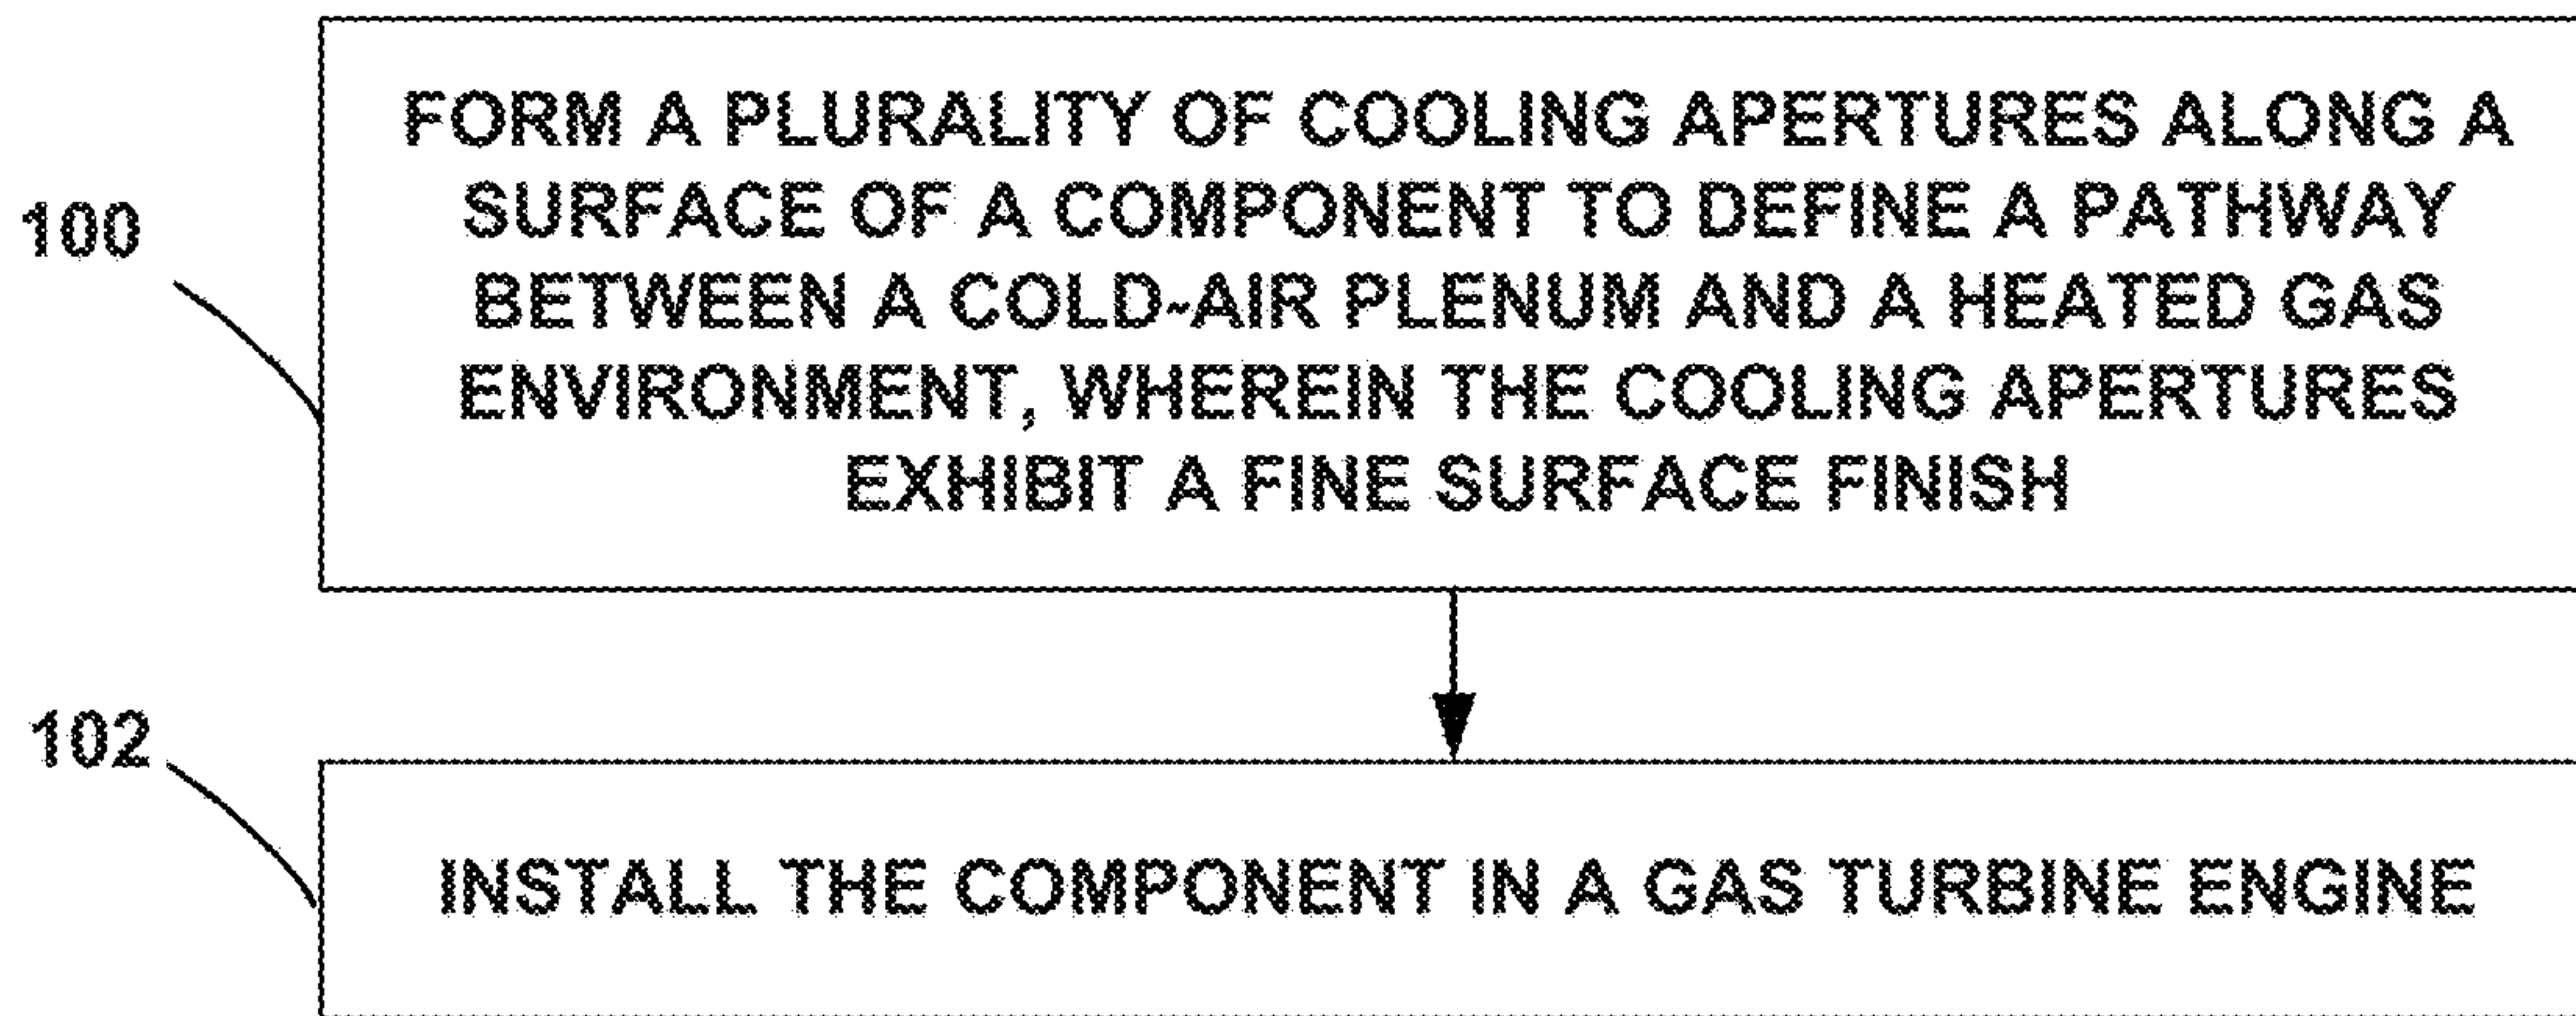 100
FORM A PLURALITY OF COOLING APERTURES ALONG A
SURFACE OF A COMPONENT TO DEFINE A PATHWAY
BETWEEN A COLD-AIR PLENUM AND A HEATED GAS
ENVIRONMENT, WHEREIN THE COOLING APERTURES
EXHIBIT A FINE SURFACE FINISH
102
INSTALL THE COMPONENT IN A GAS TURBINE ENGINE